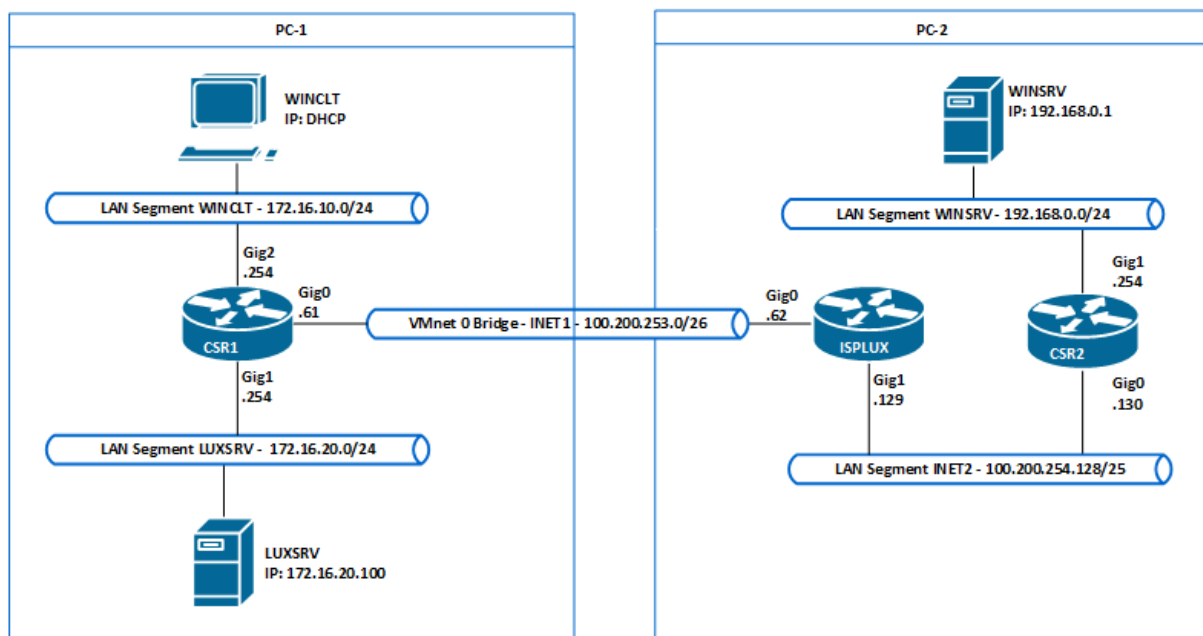 PC-1
WINCLT
IP: DHCP
LAN Segment WINCLT - 172.16.10.0/24
Gig2
.254
Gig0
.61
CSR1
Gig1
.254
LAN Segment LUXSRV - 172.16.20.0/24
LUXSRV
IP: 172.16.20.100
VMnet 0 Bridge - INET1 - 100.200.253.0/26
PC-2
WINSRV
IP: 192.168.0.1
LAN Segment WINSRV - 192.168.0.0/24
Gig0
.62
ISPLUX
Gig1
.129
Gig1
.254
CSR2
Gig0
.130
LAN Segment INET2 - 100.200.254.128/25